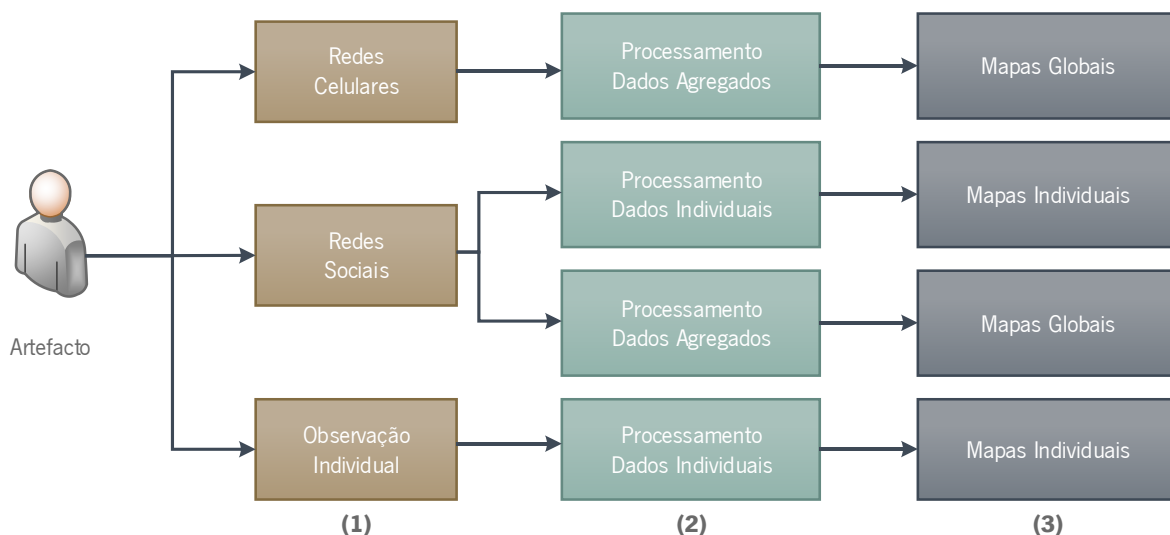 Redes
Celulares
Processamento
Dados Agregados
Mapas Globais
Processamento
Dados Individuais
Mapas Individuais
Redes
Sociais
Artefacto
Processamento
Dados Agregados
Mapas Globais
Observação
Individual
Processamento
Dados Individuais
Mapas Individuais
(1)
(2)
(3)